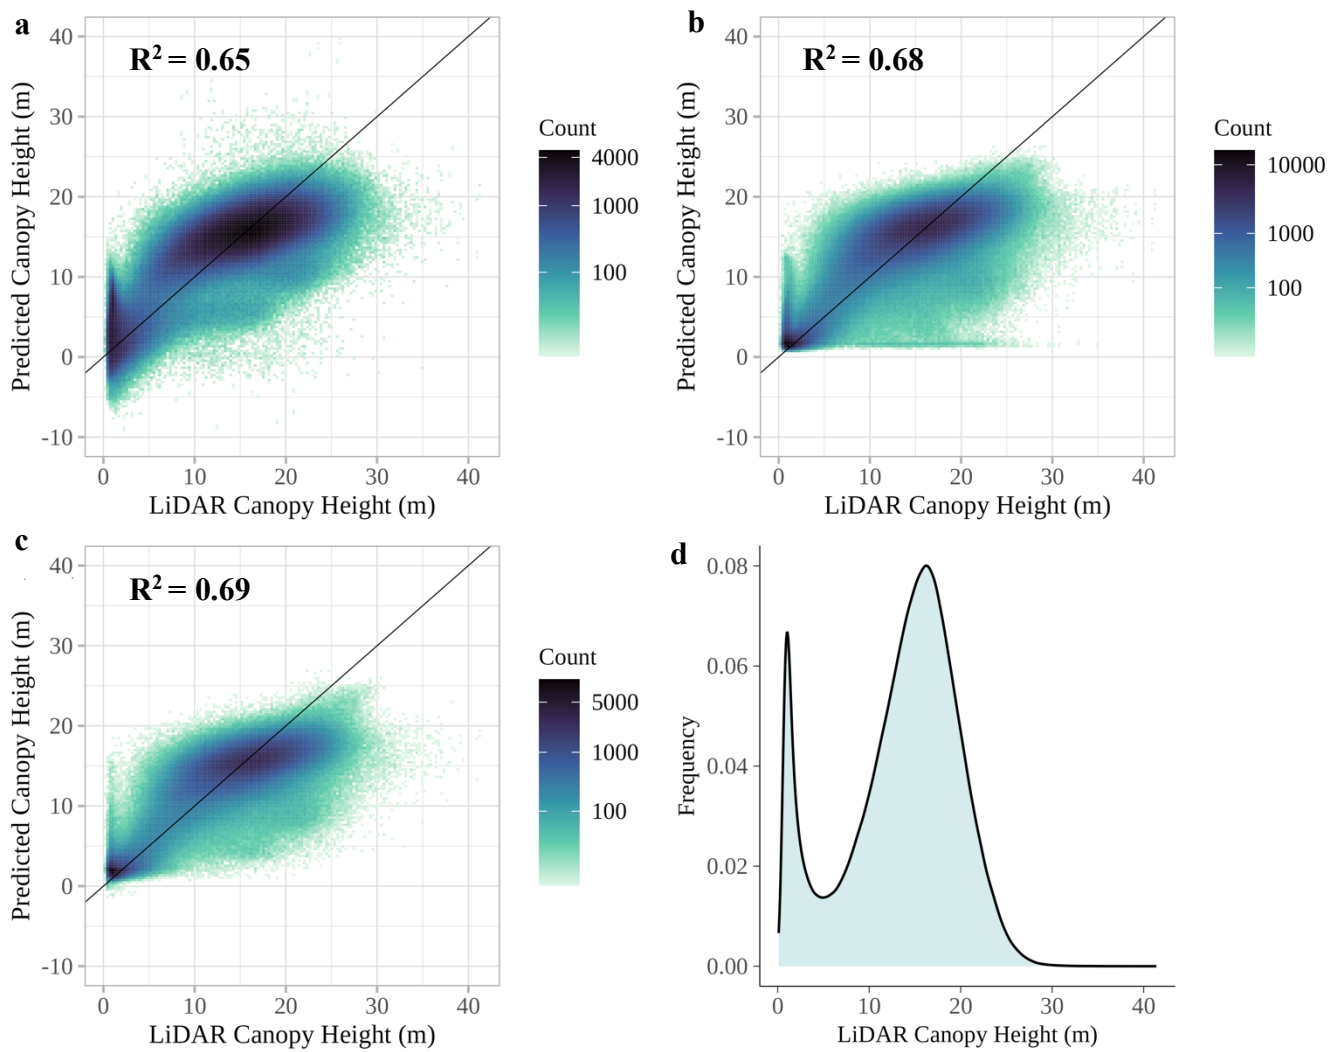 a
R² = 0.65
Predicted Canopy Height (m)
40
30
20
10
0
-10
0 10 20 30 40
LiDAR Canopy Height (m)
Count
4000
1000
100
b
R² = 0.68
Predicted Canopy Height (m)
40
30
20
10
0
-10
0 10 20 30 40
LiDAR Canopy Height (m)
Count
10000
1000
100
c
R² = 0.69
Predicted Canopy Height (m)
40
30
20
10
0
-10
0 10 20 30 40
LiDAR Canopy Height (m)
Count
5000
1000
100
d
Frequency
0.08
0.06
0.04
0.02
0.00
0 10 20 30 40
LiDAR Canopy Height (m)